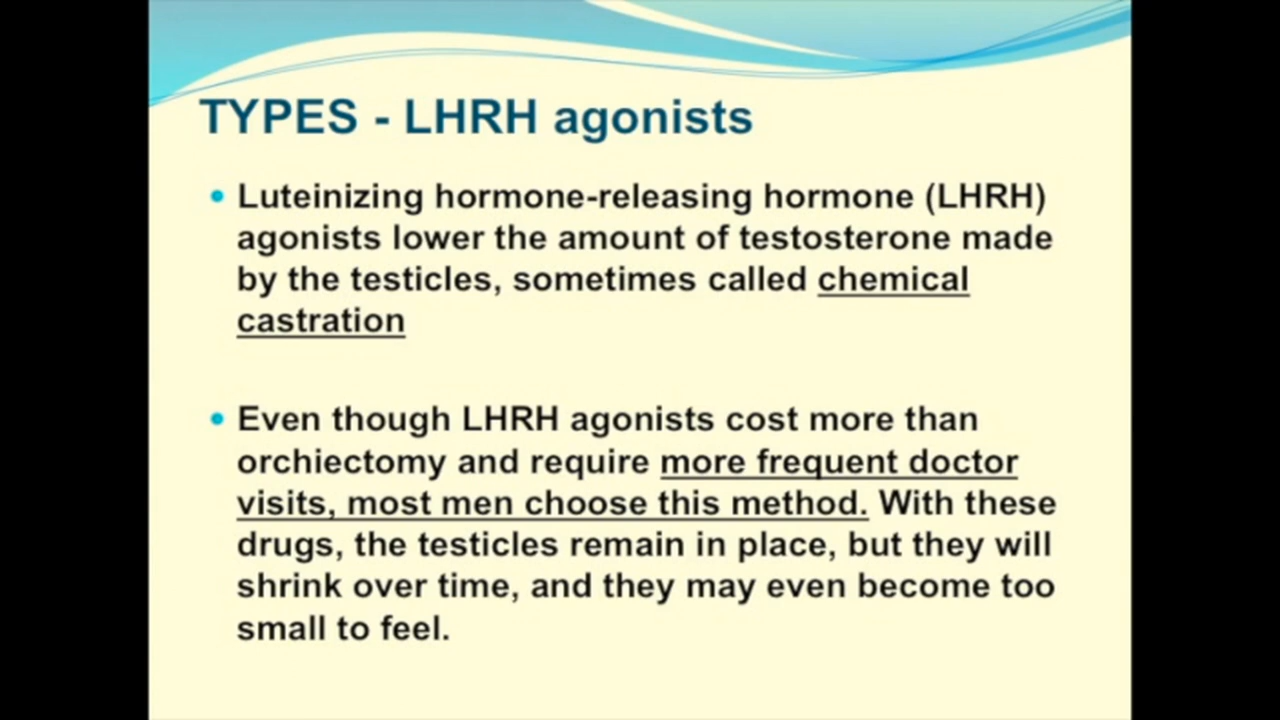 TYPES - LHRH agonists
Luteinizing hormone-releasing hormone (LHRH)
agonists lower the amount of testosterone made
by the testicles, sometimes called chemical
castration
Even though LHRH agonists cost more than
orchiectomy and require more frequent doctor
visits, most men choose this method. With these
drugs, the testicles remain in place, but they will
shrink over time, and they may even become too
small to feel.